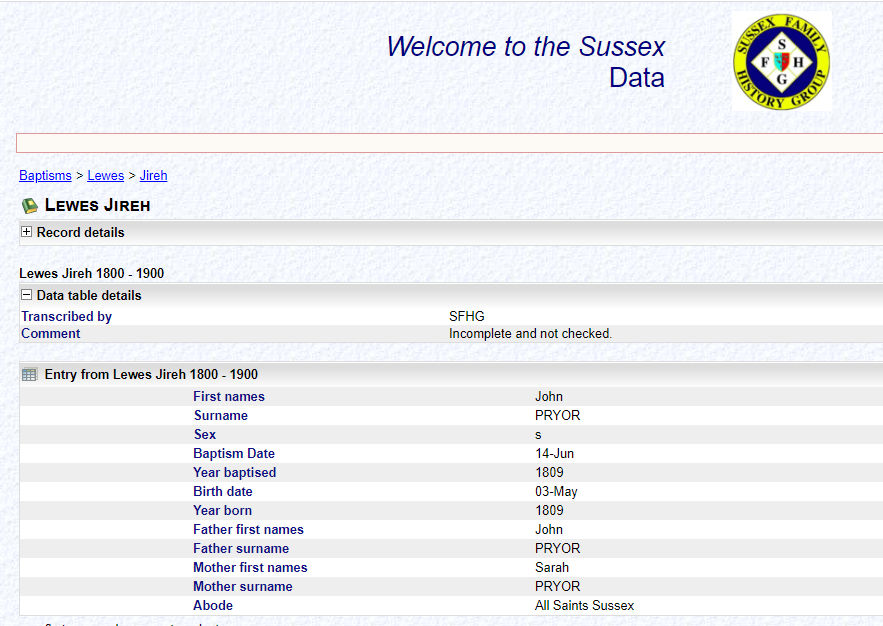 Welcome to the Sussex
Data
SUSSEX FAMILY
S
F H
G
HISTORY GROUP
Baptisms > Lewes > Jireh
LEWES JIREH
Record details
Lewes Jireh 1800 - 1900
Data table details
Transcribed by SFHG
Comment Incomplete and not checked.
Entry from Lewes Jireh 1800 - 1900
First names John
Surname PRYOR
Sex s
Baptism Date 14-Jun
Year baptised 1809
Birth date 03-May
Year born 1809
Father first names John
Father surname PRYOR
Mother first names Sarah
Mother surname PRYOR
Abode All Saints Sussex